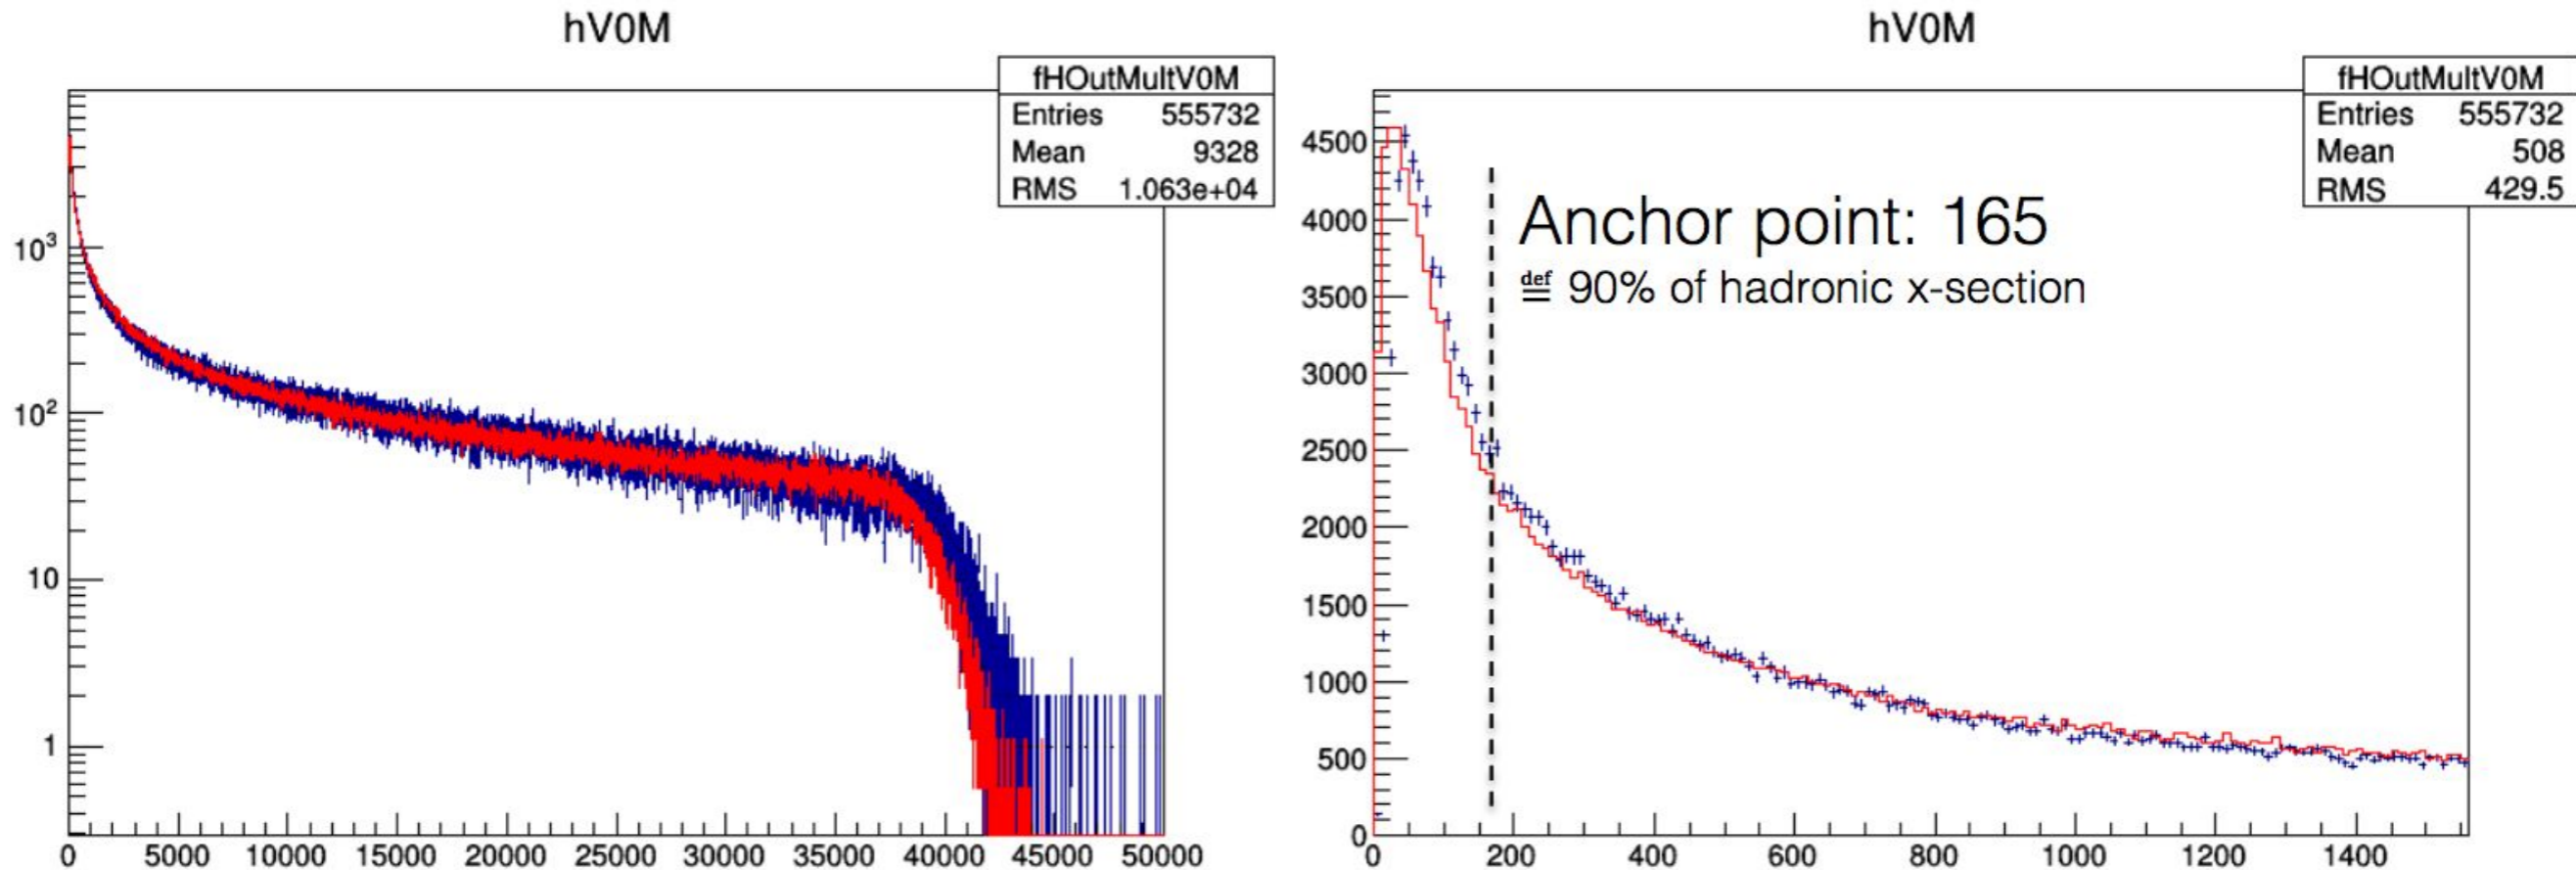 hV0M
fHOutMultV0M
Entries 555732
Mean 9328
RMS 1.063e+04
10³
10²
10
1
0 5000 10000 15000 20000 25000 30000 35000 40000 45000 50000
hV0M
fHOutMultV0M
Entries 555732
Mean 508
RMS 429.5
Anchor point: 165
≝ 90% of hadronic x-section
4500
4000
3500
3000
2500
2000
1500
1000
500
0
0 200 400 600 800 1000 1200 1400